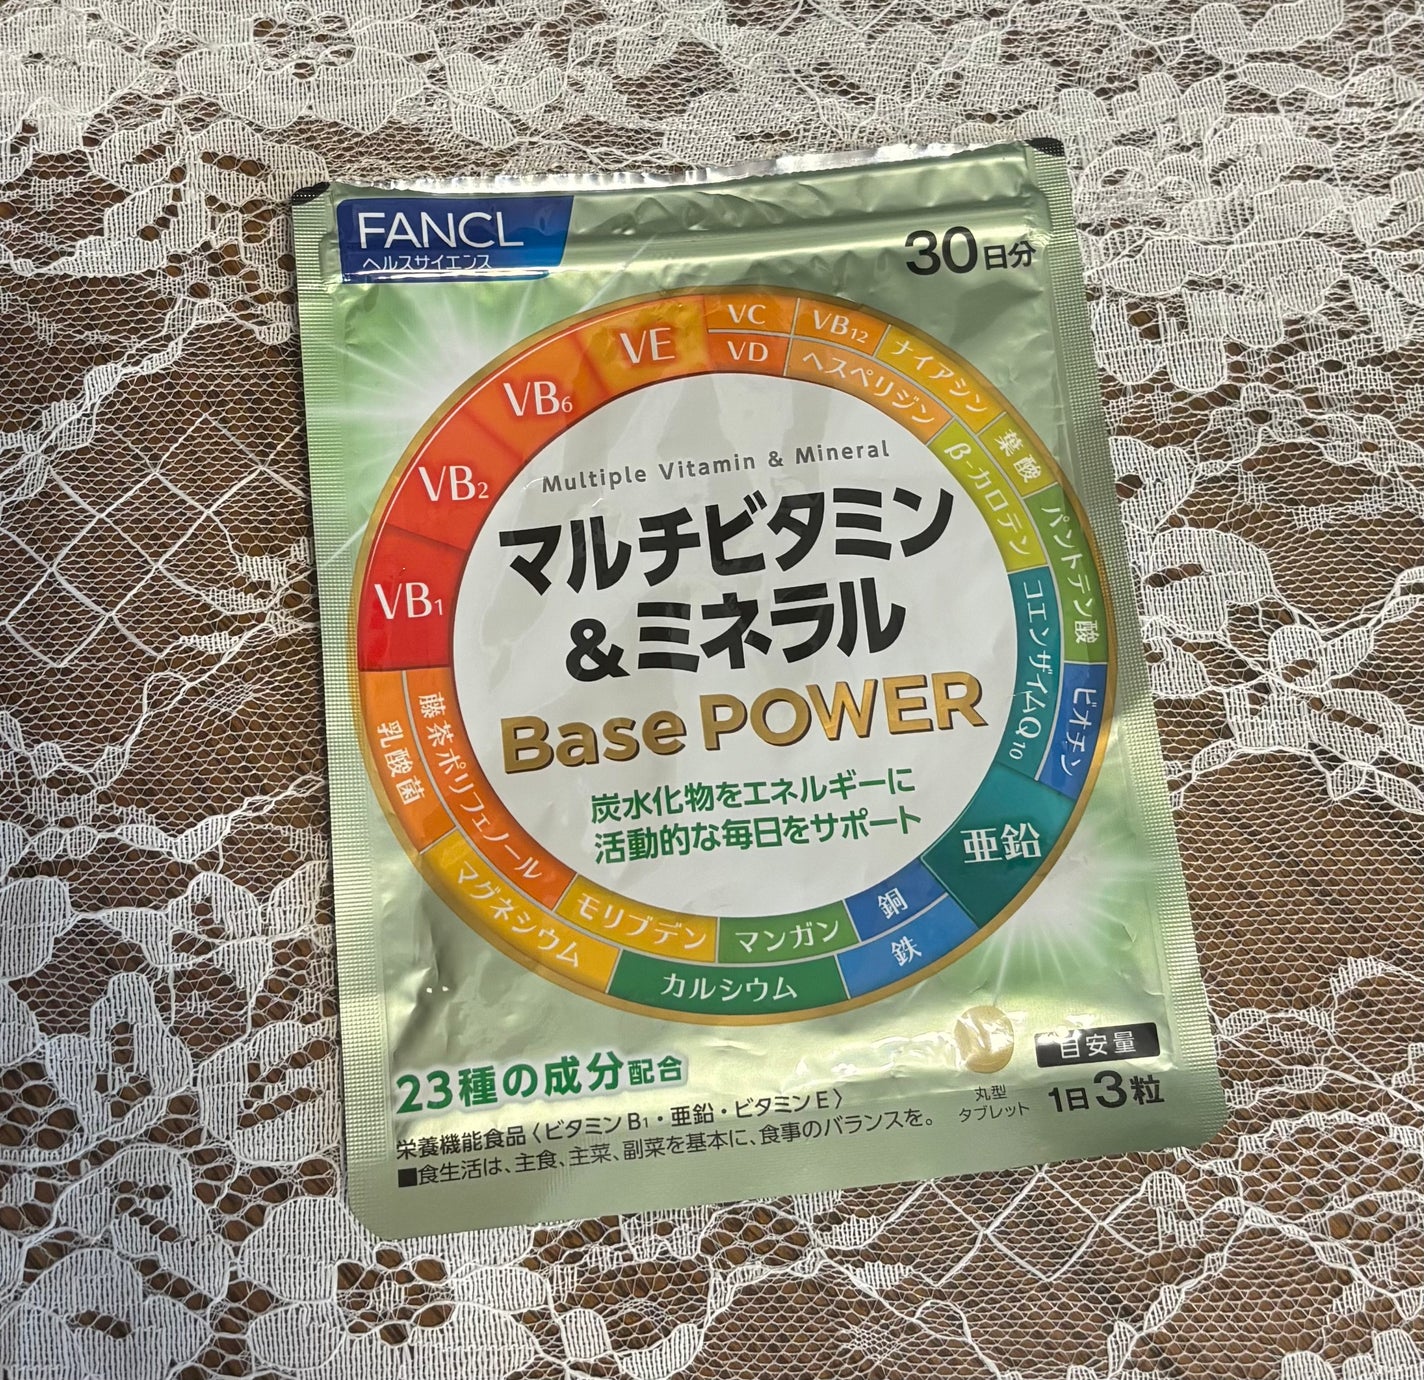 FANCL
ヘルスサイエンス
30日分
VB1
VB2
VB6
VE
VC
VD
VB12
ヘスペリジン
ナイアシン
葉酸
β-カロテン
パントテン酸
コエンザイムQ10
ビオチン
亜鉛
銅
鉄
マンガン
カルシウム
モリブデン
マグネシウム
藤茶ポリフェノール
乳酸菌
Multiple Vitamin & Mineral
マルチビタミン
&ミネラル
Base POWER
炭水化物をエネルギーに
活動的な毎日をサポート
23種の成分配合
栄養機能食品〈ビタミンB1・亜鉛・ビタミンE〉
■食生活は、主食、主菜、副菜を基本に、食事のバランスを。
丸型
タブレット
目安量
1日3粒